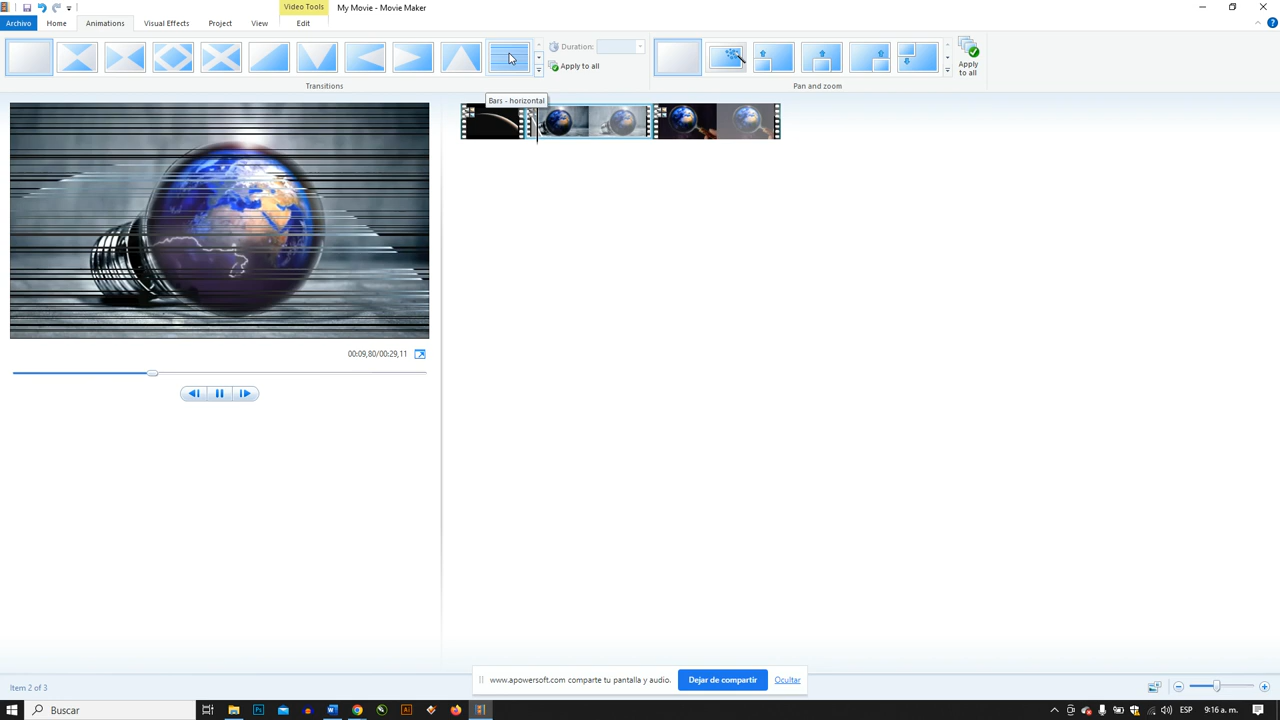 Video Tools
My Movie - Movie Maker
Archivo
Home
Animations
Visual Effects
Project
View
Edit
Duration:
Apply to all
Transitions
Apply
to all
Pan and zoom
Bars - horizontal
00:09,80/00:29,11
www.apowersoft.com comparte tu pantalla y audio.
Dejar de compartir
Ocultar
Item 2 of 3
Buscar
ESP
9:16 a. m.